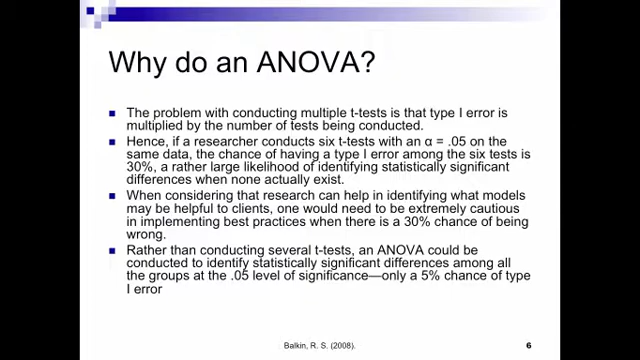 Why do an ANOVA?
The problem with conducting multiple t-tests is that type I error is
multiplied by the number of tests being conducted.
Hence, if a researcher conducts six t-tests with an α = .05 on the
same data, the chance of having a type I error among the six tests is
30%, a rather large likelihood of identifying statistically significant
differences when none actually exist.
When considering that research can help in identifying what models
may be helpful to clients, one would need to be extremely cautious
in implementing best practices when there is a 30% chance of being
wrong.
Rather than conducting several t-tests, an ANOVA could be
conducted to identify statistically significant differences among all
the groups at the .05 level of significance—only a 5% chance of type
I error
Balkin, R. S. (2008).
6